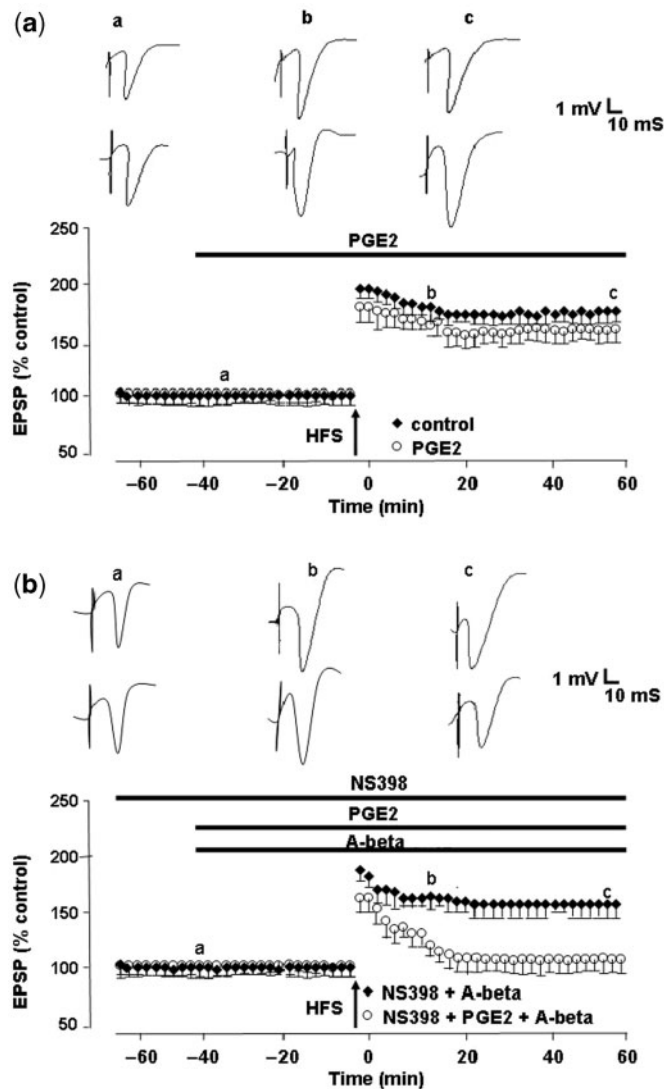 (a)
a b c
1 mV
10 mS
250
PGE2
200
b c
150
EPSP (% control)
100
a
HFS
control
PGE2
50
−60 −40 −20 0 20 40 60
Time (min)
(b)
a b c
1 mV
10 mS
NS398
250
PGE2
200
A-beta
b c
150
EPSP (% control)
a
100
HFS
NS398 + A-beta
NS398 + PGE2 + A-beta
50
−60 −40 −20 0 20 40 60
Time (min)